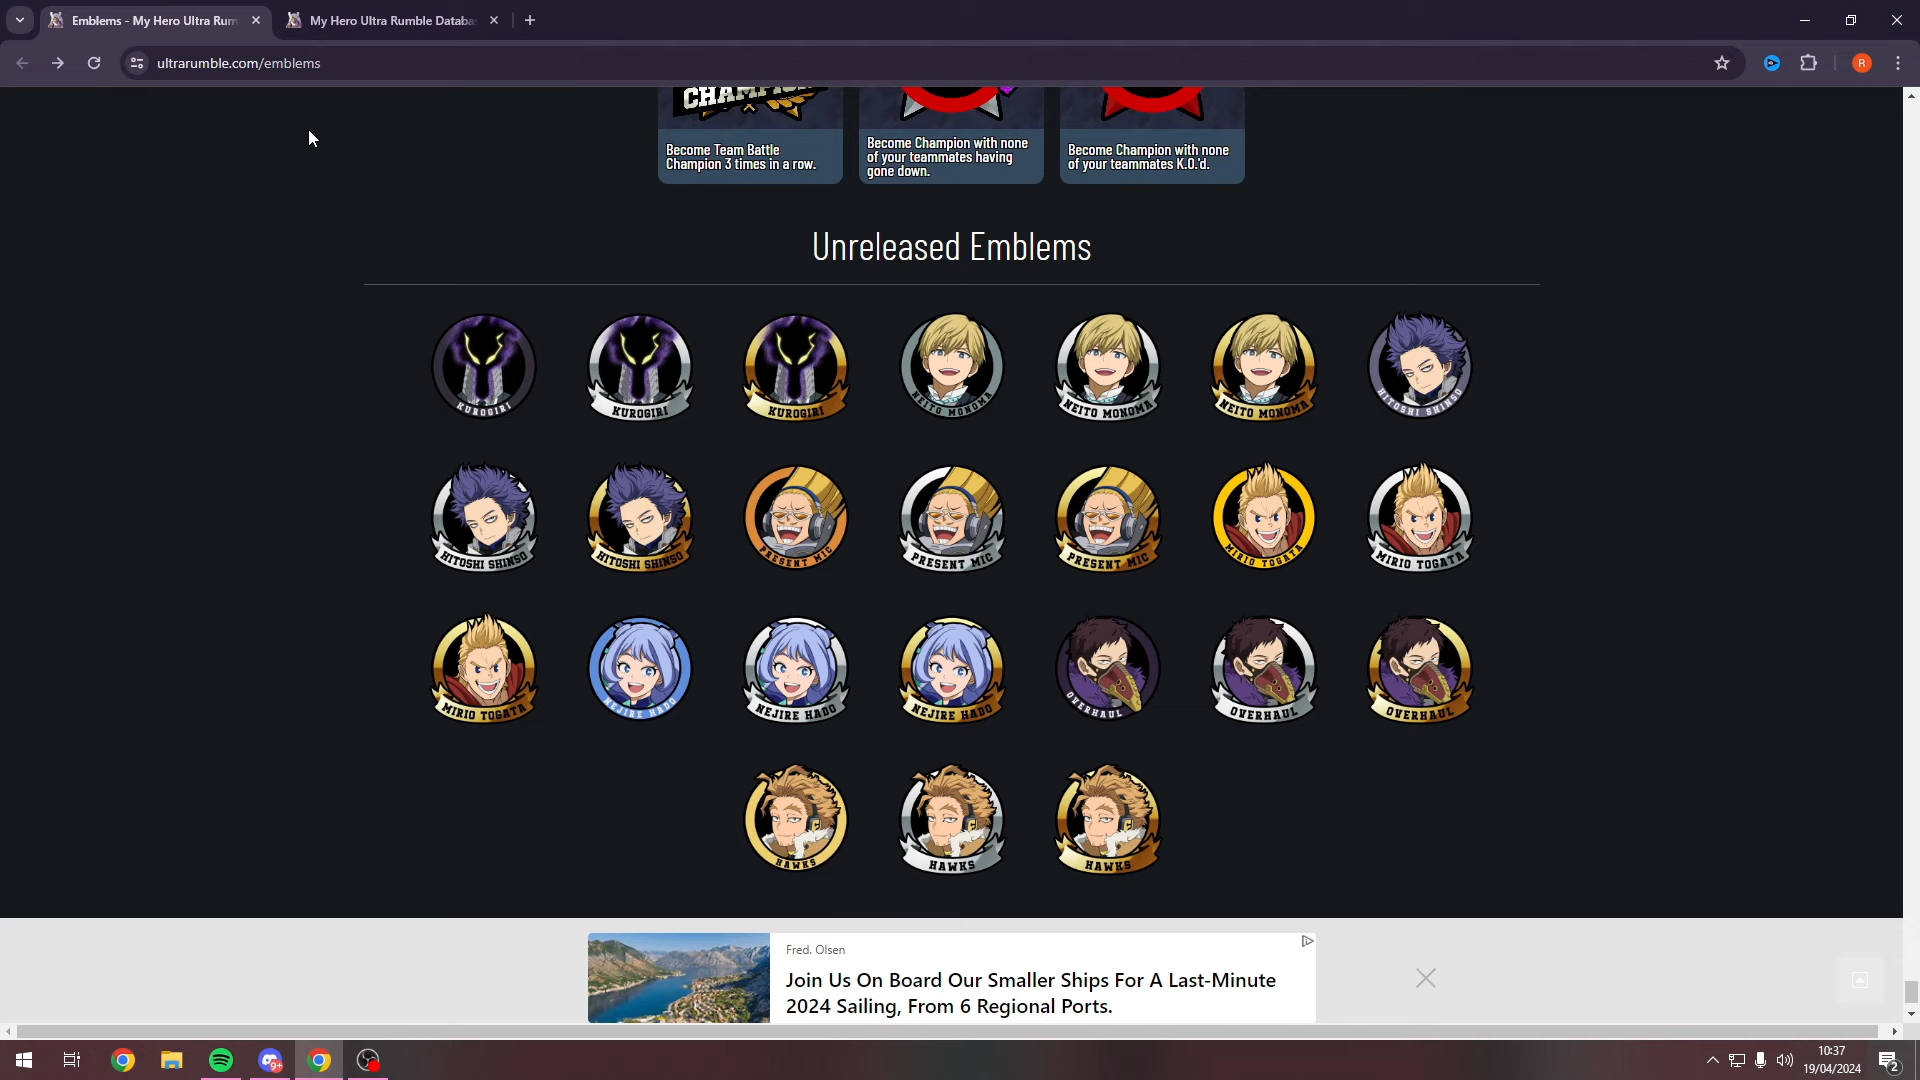 Emblems - My Hero Ultra Rum
My Hero Ultra Rumble Databa
ultrarumble.com/emblems
R
CHAMPION
Become Team Battle
Champion 3 times in a row.
Become Champion with none
of your teammates having
gone down.
Become Champion with none
of your teammates K.O.'d.
Unreleased Emblems
KUROGIRI
KUROGIRI
KUROGIRI
NEITO MONOMA
NEITO MONOMA
NEITO MONOMA
HITOSHI SHINSO
HITOSHI SHINSO
HITOSHI SHINSO
PRESENT MIC
PRESENT MIC
PRESENT MIC
MIRIO TOGATA
MIRIO TOGATA
MIRIO TOGATA
NEJIRE HADO
NEJIRE HADO
NEJIRE HADO
OVERHAUL
OVERHAUL
OVERHAUL
HAWKS
HAWKS
HAWKS
Fred. Olsen
Join Us On Board Our Smaller Ships For A Last-Minute
2024 Sailing, From 6 Regional Ports.
9+
10:37
19/04/2024
2